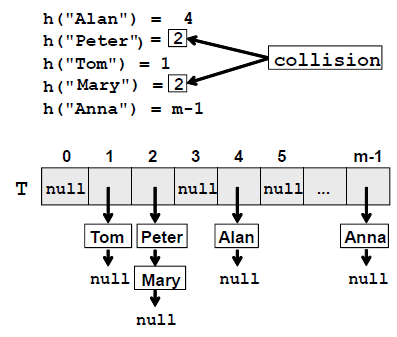 h("Alan") = 4
h("Peter") = 2
h("Tom") = 1
collision
h("Mary") = 2
h("Anna") = m-1
0 1 2 3 4 5 m-1
T null null null ...
Tom Peter Alan Anna
null Mary null null
null